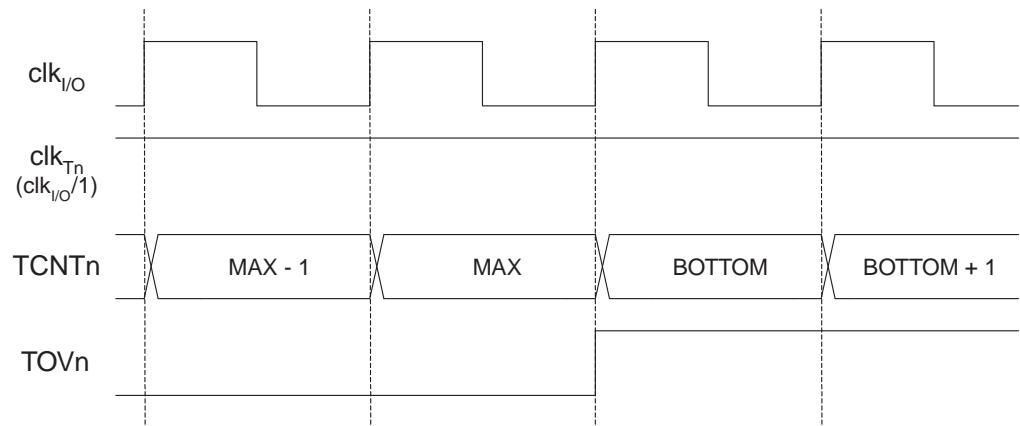 clkI/O
clkTn
(clkI/O/1)
TCNTn MAX - 1 MAX BOTTOM BOTTOM + 1
TOVn